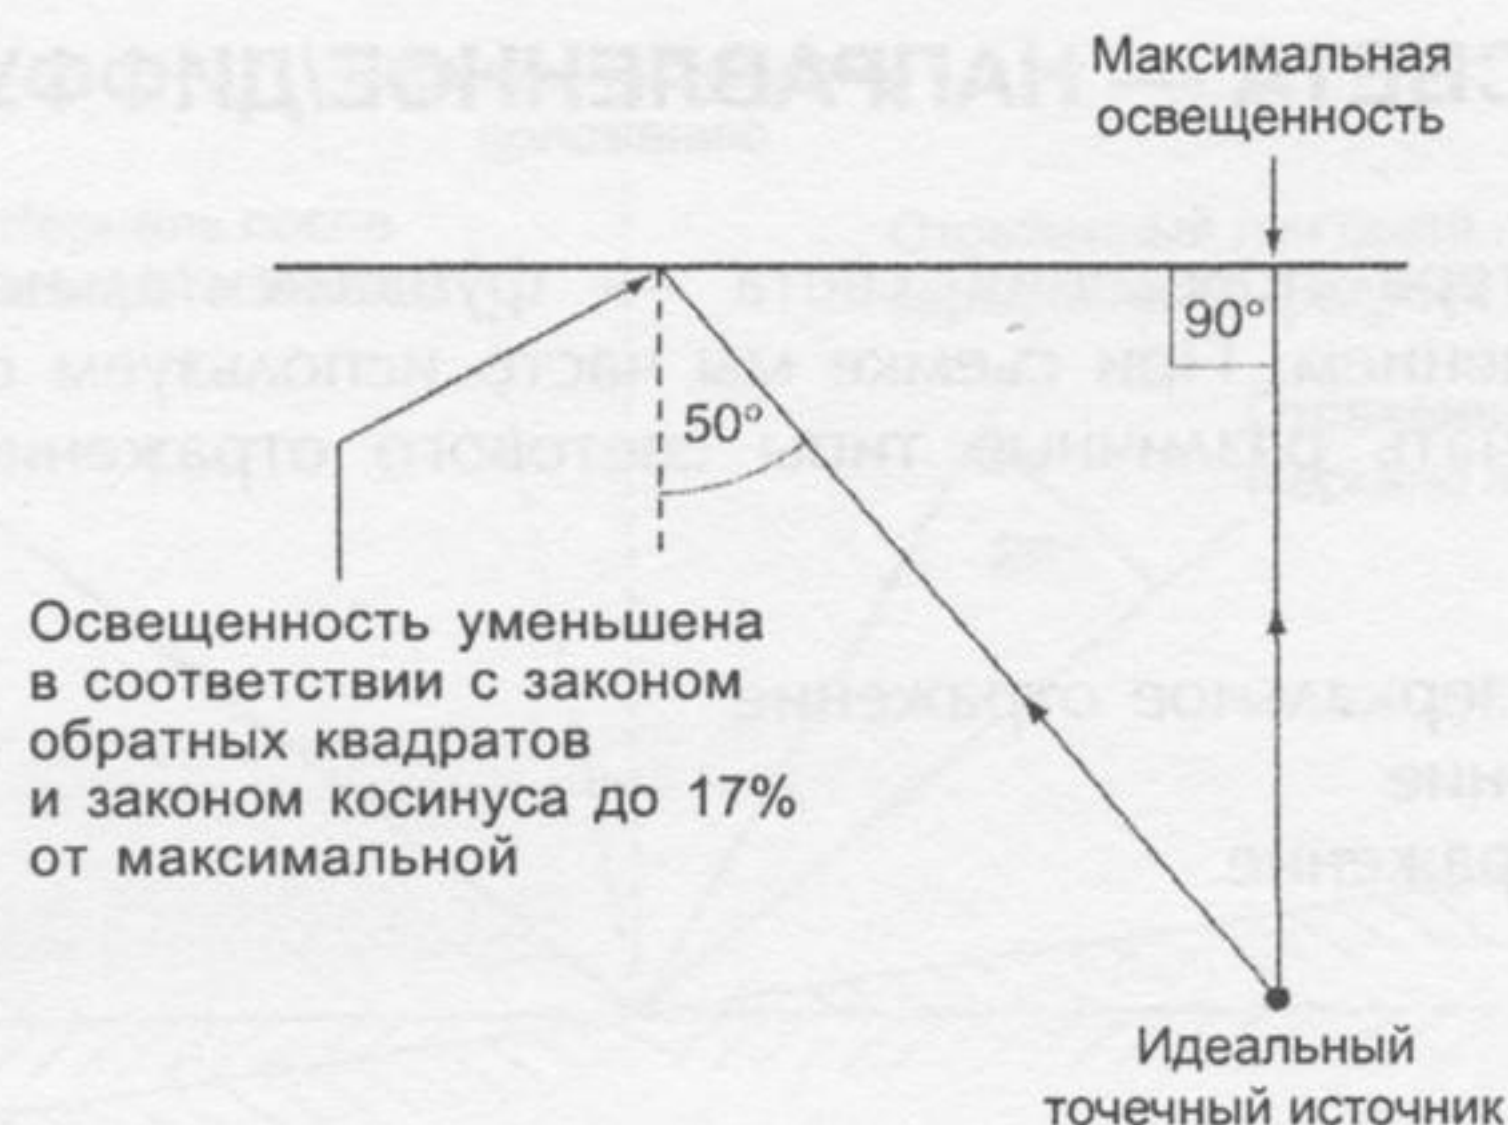 Максимальная
освещенность
90°
50°
Освещенность уменьшена
в соответствии с законом
обратных квадратов
и законом косинуса до 17%
от максимальной
Идеальный
точечный источник